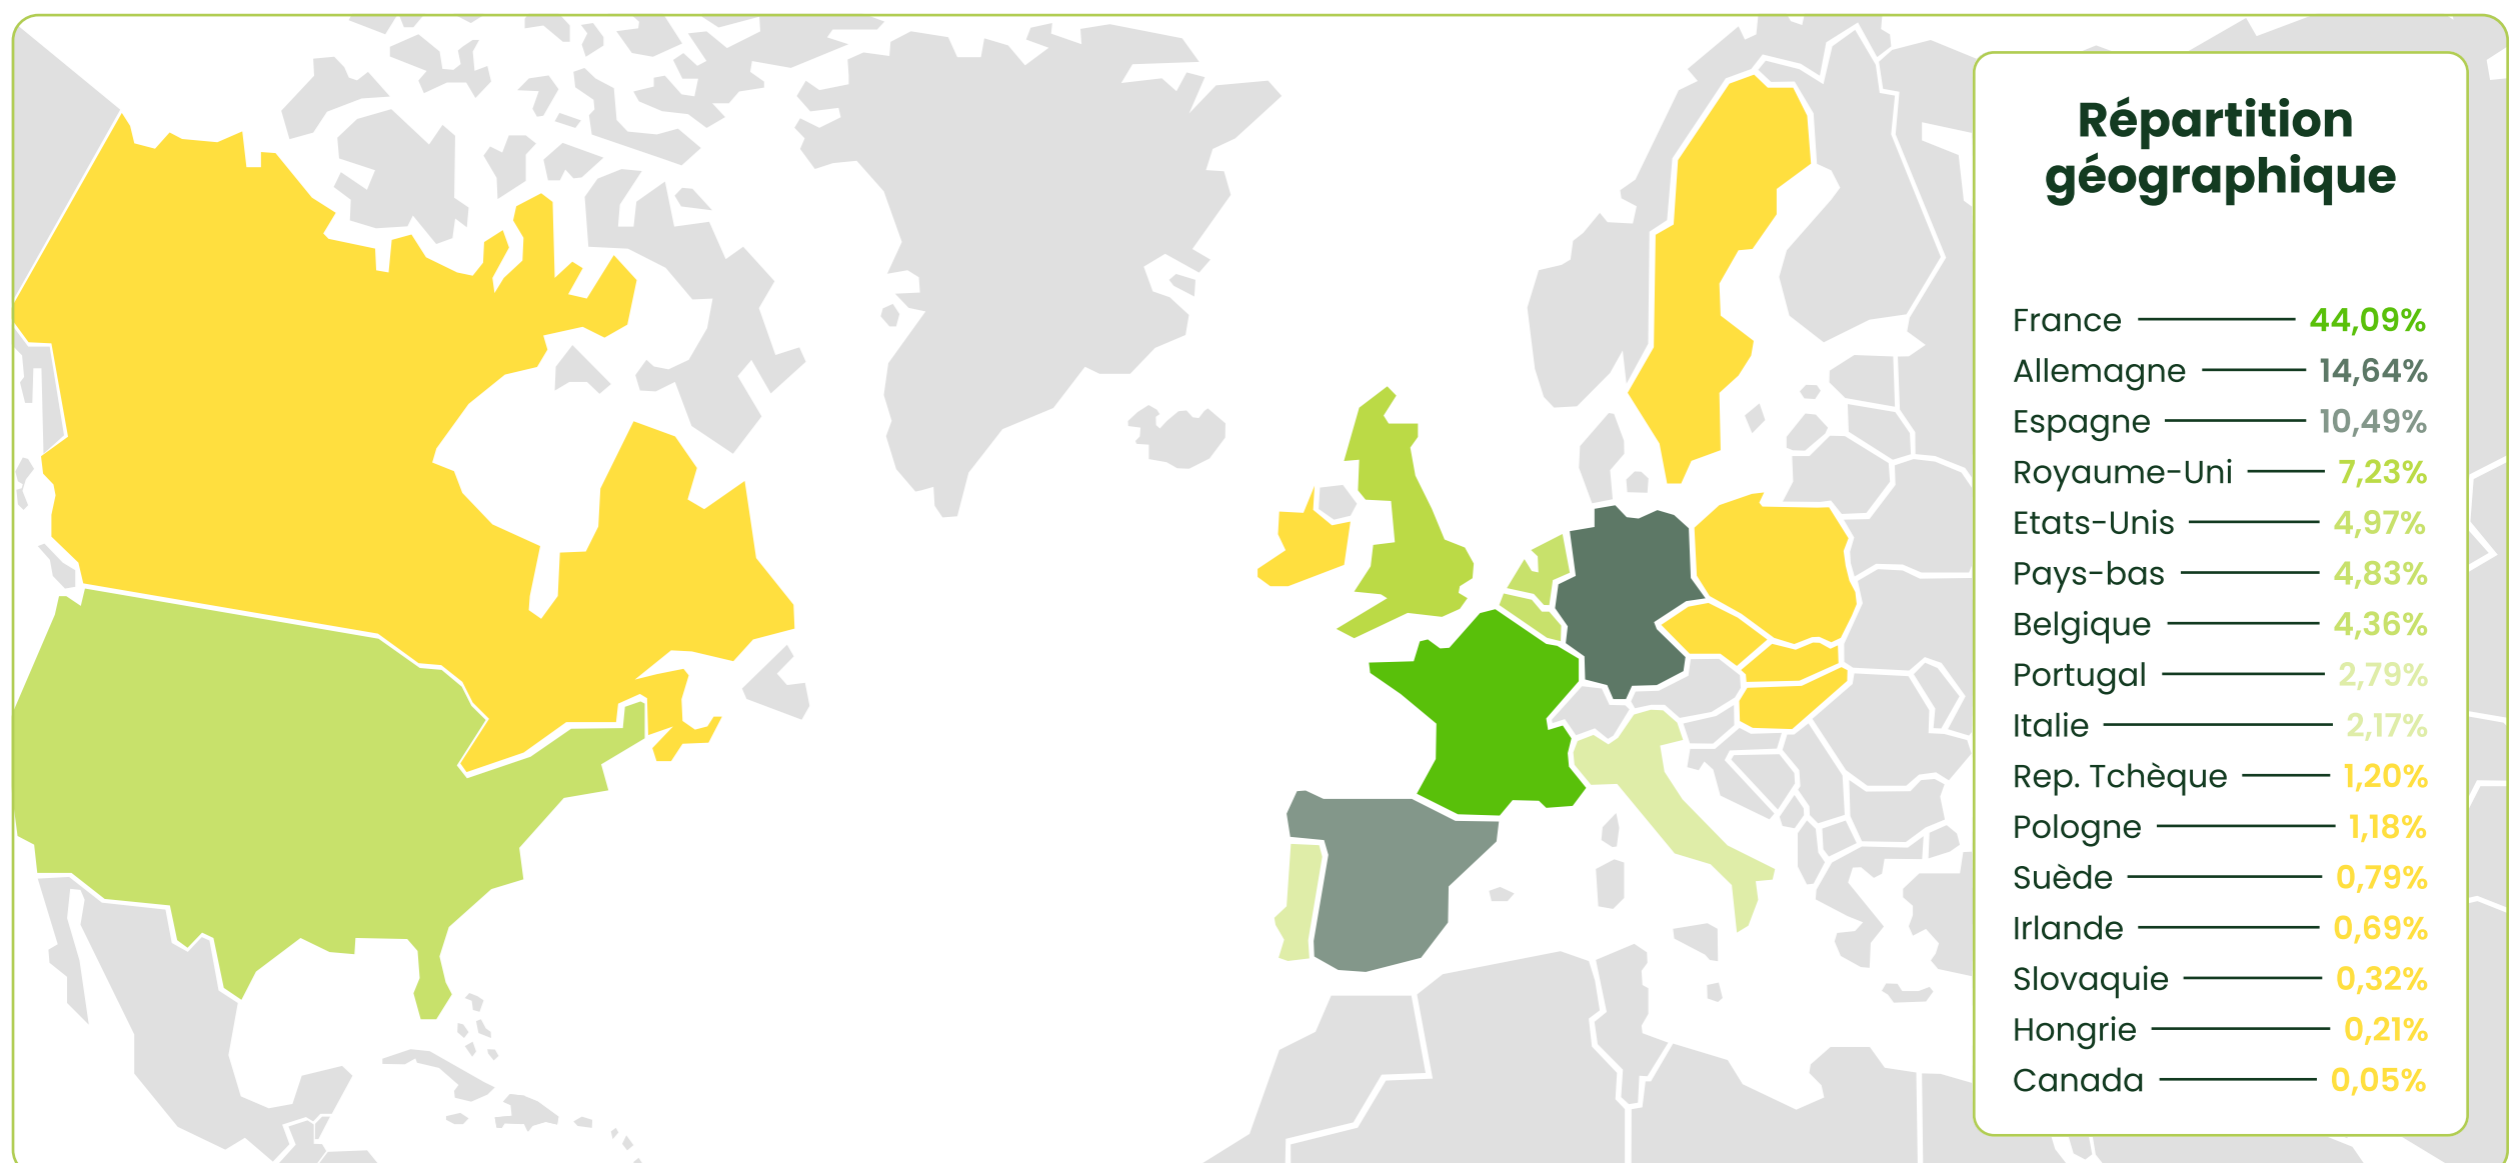 Répartition
géographique
France 44,09%
Allemagne 14,64%
Espagne 10,49%
Royaume-Uni 7,23%
Etats-Unis 4,97%
Pays-bas 4,83%
Belgique 4,36%
Portugal 2,79%
Italie 2,17%
Rep. Tchèque 1,20%
Pologne 1,18%
Suède 0,79%
Irlande 0,69%
Slovaquie 0,32%
Hongrie 0,21%
Canada 0,05%